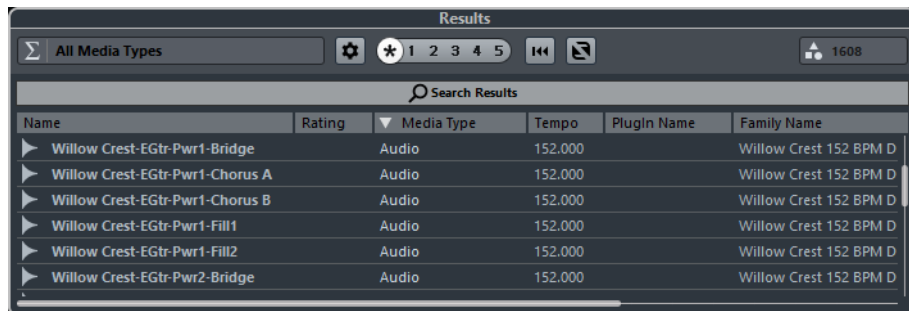 Results
All Media Types 1 2 3 4 5 1608
Search Results
Name Rating Media Type Tempo PlugIn Name Family Name
Willow Crest-EGtr-Pwr1-Bridge Audio 152.000 Willow Crest 152 BPM D
Willow Crest-EGtr-Pwr1-Chorus A Audio 152.000 Willow Crest 152 BPM D
Willow Crest-EGtr-Pwr1-Chorus B Audio 152.000 Willow Crest 152 BPM D
Willow Crest-EGtr-Pwr1-Fill1 Audio 152.000 Willow Crest 152 BPM D
Willow Crest-EGtr-Pwr1-Fill2 Audio 152.000 Willow Crest 152 BPM D
Willow Crest-EGtr-Pwr2-Bridge Audio 152.000 Willow Crest 152 BPM D